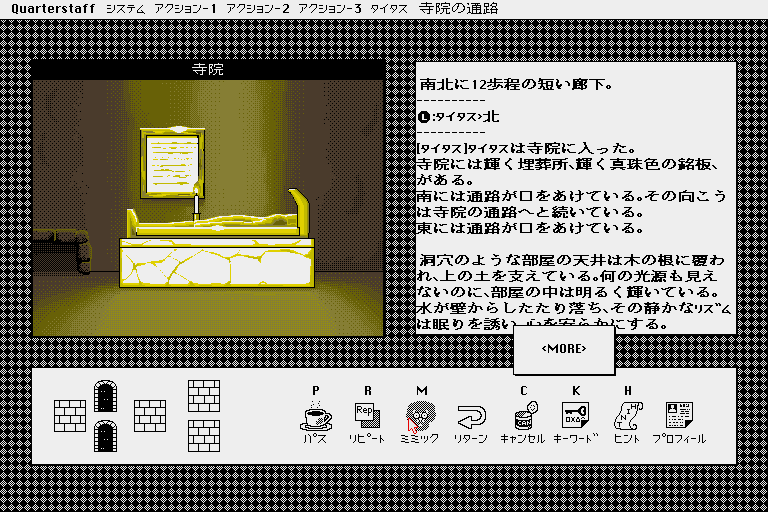 Quarterstaff システム アクション-1 アクション-2 アクション-3 タイタス 寺院の通路
寺院
南北に12歩程の短い廊下。
----------
L:タイタス>北
----------
[タイタス]タイタスは寺院に入った。
寺院には輝く埋葬所、輝く真珠色の銘板、
がある。
南には通路が口をあけている。その向こう
は寺院の通路へと続いている。
東には通路が口をあけている。
洞穴のような部屋の天井は木の根に覆わ
れ、上の土を支えている。何の光源も見え
ないのに、部屋の中は明るく輝いている。
水が壁からしたたり落ち、その静かなリズム
は眠りを誘い、心を安らかにする。
<MORE>
P R M C K H
Rep
パス リピート ミミック リターン キャンセル キーワード ヒント プロフィール